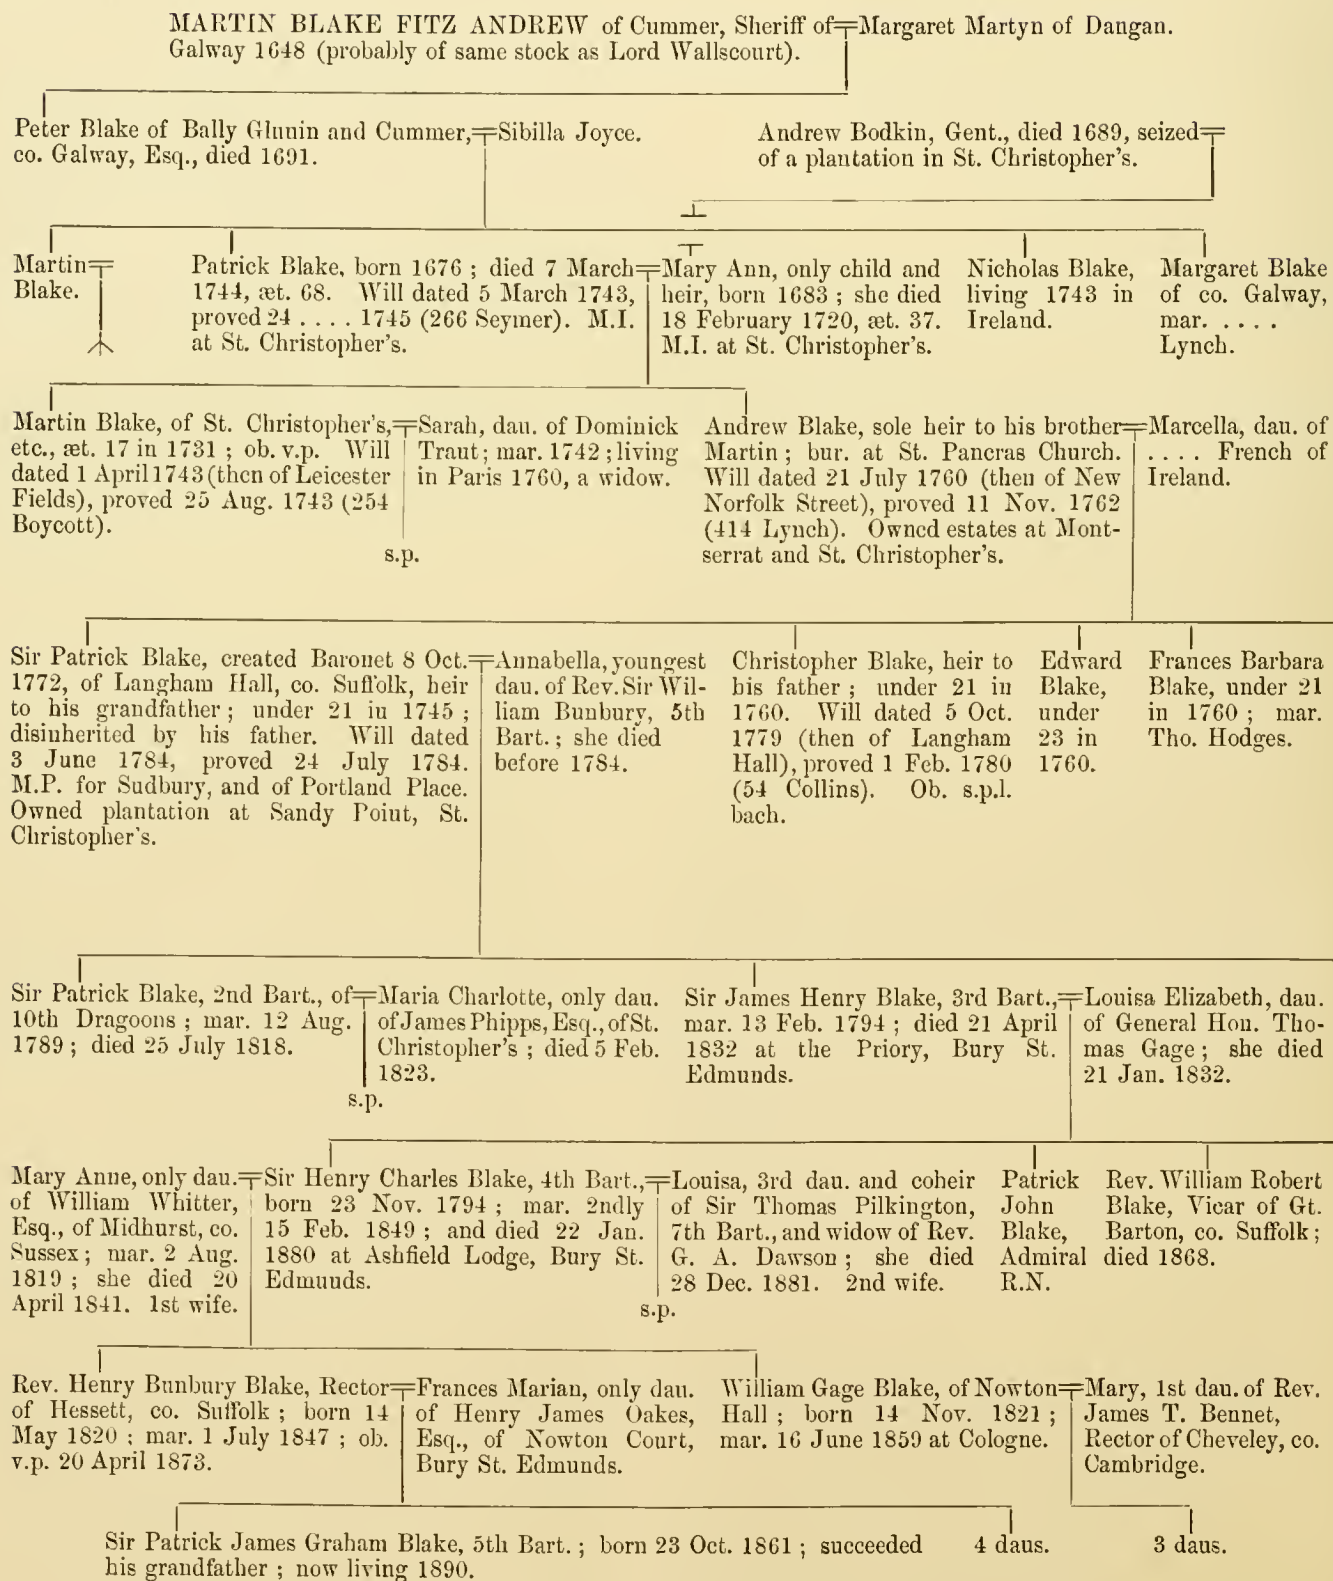 MARTIN BLAKE FITZ ANDREW of Cummer, Sheriff of
Galway 1648 (probably of same stock as Lord Wallscourt).
Margaret Martyn of Dangan.
Peter Blake of Bally Glunin and Cummer,
co. Galway, Esq., died 1691.
Sibilla Joyce.
Andrew Bodkin, Gent., died 1689, seized
of a plantation in St. Christopher's.
Martin
Blake.
Patrick Blake, born 1676 ; died 7 March
1744, æt. 68. Will dated 5 March 1743,
proved 24 . . . . 1745 (266 Seymer). M.I.
at St. Christopher's.
Mary Ann, only child and
heir, born 1683 ; she died
18 February 1720, æt. 37.
M.I. at St. Christopher's.
Nicholas Blake,
living 1743 in
Ireland.
Margaret Blake
of co. Galway,
mar. . . . .
Lynch.
Martin Blake, of St. Christopher's,
etc., æt. 17 in 1731 ; ob. v.p. Will
dated 1 April 1743 (then of Leicester
Fields), proved 25 Aug. 1743 (254
Boycott).
Sarah, dau. of Dominick
Traut ; mar. 1742 ; living
in Paris 1760, a widow.
s.p.
Andrew Blake, sole heir to his brother
Martin ; bur. at St. Pancras Church.
Will dated 21 July 1760 (then of New
Norfolk Street), proved 11 Nov. 1762
(414 Lynch). Owned estates at Mont-
serrat and St. Christopher's.
Marcella, dau. of
. . . . French of
Ireland.
Sir Patrick Blake, created Baronet 8 Oct.
1772, of Langham Hall, co. Suffolk, heir
to his grandfather ; under 21 in 1745 ;
disinherited by his father. Will dated
3 June 1784, proved 24 July 1784.
M.P. for Sudbury, and of Portland Place.
Owned plantation at Sandy Point, St.
Christopher's.
Annabella, youngest
dau. of Rev. Sir Wil-
liam Bunbury, 5th
Bart. ; she died
before 1784.
Christopher Blake, heir to
his father ; under 21 in
1760. Will dated 5 Oct.
1779 (then of Langham
Hall), proved 1 Feb. 1780
(54 Collins). Ob. s.p.l.
bach.
Edward
Blake,
under
23 in
1760.
Frances Barbara
Blake, under 21
in 1760 ; mar.
Tho. Hodges.
Sir Patrick Blake, 2nd Bart., of
10th Dragoons ; mar. 12 Aug.
1789 ; died 25 July 1818.
Maria Charlotte, only dau.
of James Phipps, Esq., of St.
Christopher's ; died 5 Feb.
1823.
s.p.
Sir James Henry Blake, 3rd Bart.,
mar. 13 Feb. 1794 ; died 21 April
1832 at the Priory, Bury St.
Edmunds.
Louisa Elizabeth, dau.
of General Hon. Tho-
mas Gage ; she died
21 Jan. 1832.
Mary Anne, only dau.
of William Whitter,
Esq., of Midhurst, co.
Sussex ; mar. 2 Aug.
1819 ; she died 20
April 1841. 1st wife.
Sir Henry Charles Blake, 4th Bart.,
born 23 Nov. 1794 ; mar. 2ndly
15 Feb. 1849 ; and died 22 Jan.
1880 at Ashfield Lodge, Bury St.
Edmunds.
Louisa, 3rd dau. and coheir
of Sir Thomas Pilkington,
7th Bart., and widow of Rev.
G. A. Dawson ; she died
28 Dec. 1881. 2nd wife.
s.p.
Patrick
John
Blake,
Admiral
R.N.
Rev. William Robert
Blake, Vicar of Gt.
Barton, co. Suffolk ;
died 1868.
Rev. Henry Bunbury Blake, Rector
of Hessett, co. Suffolk ; born 14
May 1820 ; mar. 1 July 1847 ; ob.
v.p. 20 April 1873.
Frances Marian, only dau.
of Henry James Oakes,
Esq., of Nowton Court,
Bury St. Edmunds.
William Gage Blake, of Nowton
Hall ; born 14 Nov. 1821 ;
mar. 16 June 1859 at Cologne.
Mary, 1st dau. of Rev.
James T. Bennet,
Rector of Cheveley, co.
Cambridge.
Sir Patrick James Graham Blake, 5th Bart. ; born 23 Oct. 1861 ; succeeded
his grandfather ; now living 1890.
4 daus.
3 daus.